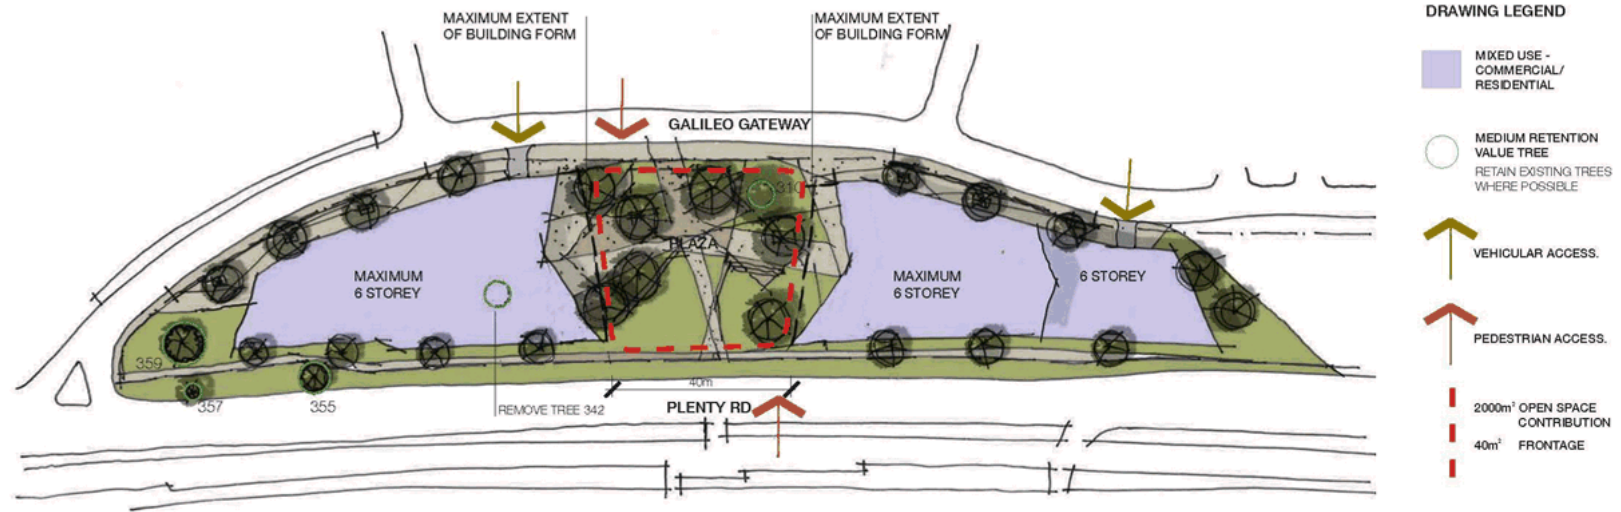 MAXIMUM EXTENT
OF BUILDING FORM
MAXIMUM EXTENT
OF BUILDING FORM
GALILEO GATEWAY
310
PLAZA
MAXIMUM
6 STOREY
MAXIMUM
6 STOREY
6 STOREY
359
357
355
REMOVE TREE 342
40m
PLENTY RD
DRAWING LEGEND
MIXED USE -
COMMERCIAL/
RESIDENTIAL
MEDIUM RETENTION
VALUE TREE
RETAIN EXISTING TREES
WHERE POSSIBLE
VEHICULAR ACCESS.
PEDESTRIAN ACCESS.
2000m² OPEN SPACE
CONTRIBUTION
40m² FRONTAGE